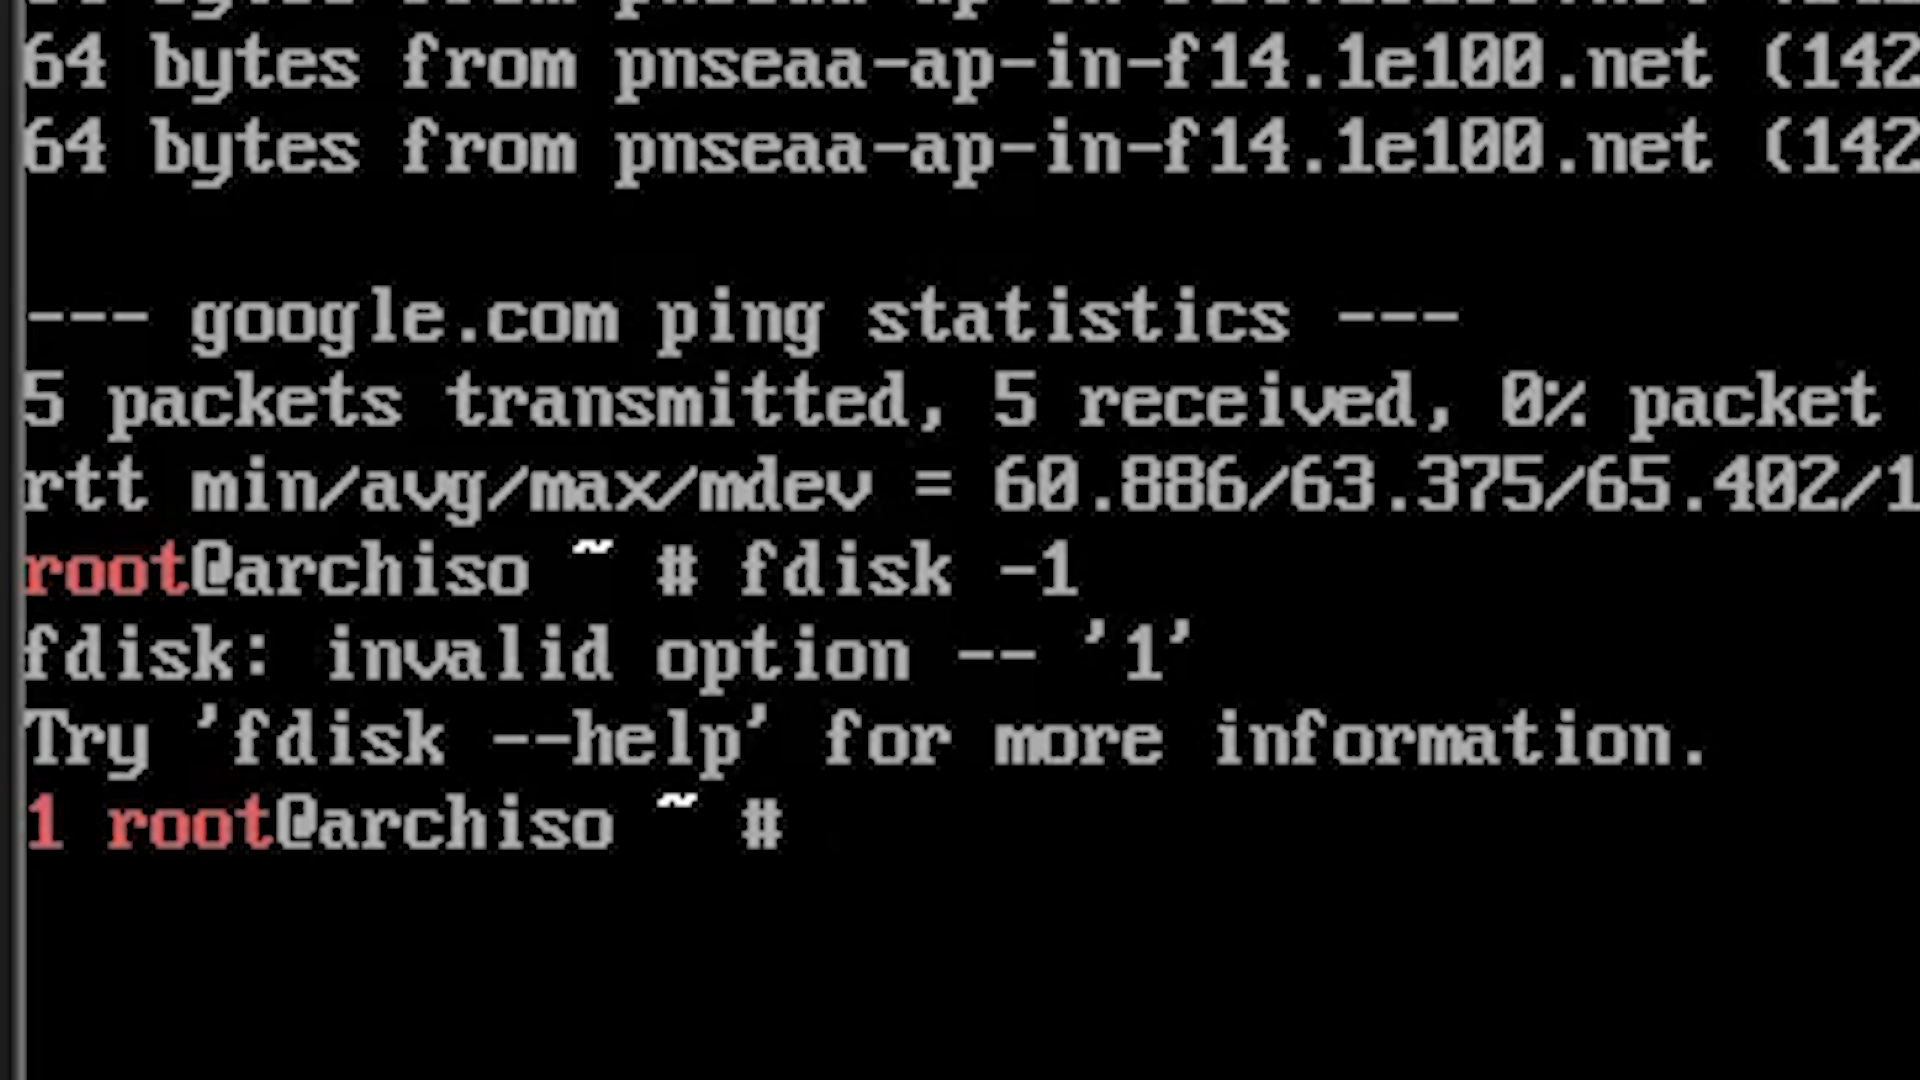 64 bytes from pnseaa-ap-in-f14.1e100.net (142
64 bytes from pnseaa-ap-in-f14.1e100.net (142
--- google.com ping statistics ---
5 packets transmitted, 5 received, 0% packet
rtt min/avg/max/mdev = 60.886/63.375/65.402/1
root@archiso ~ # fdisk -1
fdisk: invalid option -- '1'
Try 'fdisk --help' for more information.
1 root@archiso ~ #